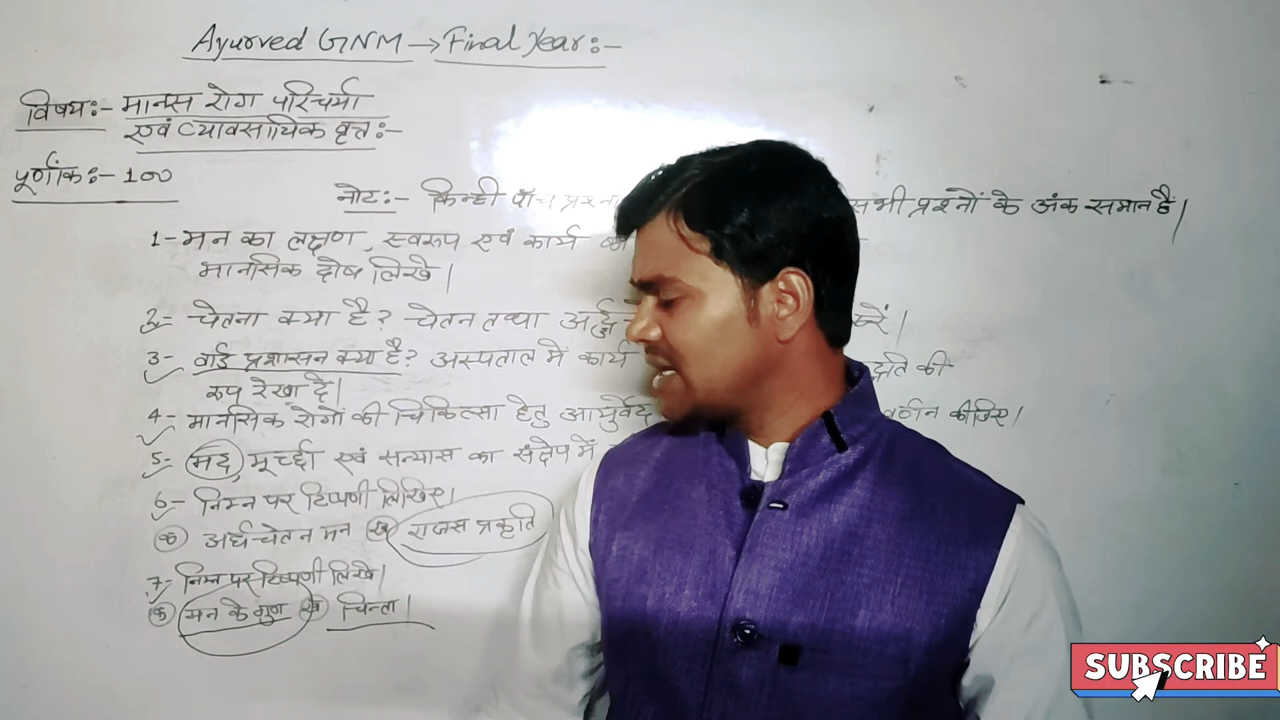 Ayurved GNM → Final Year:-
विषय:- मानस रोग परिचर्या
एवं व्यावसायिक वृत्त:-
पूर्णांक:- 100
नोट:- किन्ही पाँच प्रश्नों सभी प्रश्नों के अंक समान है|
1- मन का लक्षण, स्वरूप एवं कार्य
मानसिक दोष लिखे|
2- चेतना क्या है? चेतन तथा अर्द्ध करें|
3- वार्ड प्रशासन क्या है? अस्पताल में कार्य की
रूप रेखा दें|
4- मानसिक रोगों की चिकित्सा हेतु आयुर्वेद वर्णन कीजिए|
5- मद, मूर्च्छा एवं सन्यास का संक्षेप में
6- निम्न पर टिप्पणी लिखिए|
क अर्धचेतन मन ख राजस प्रकृति
7- निम्न पर टिप्पणी लिखे|
क मन के गुण ख चिन्ता|
SUBSCRIBE